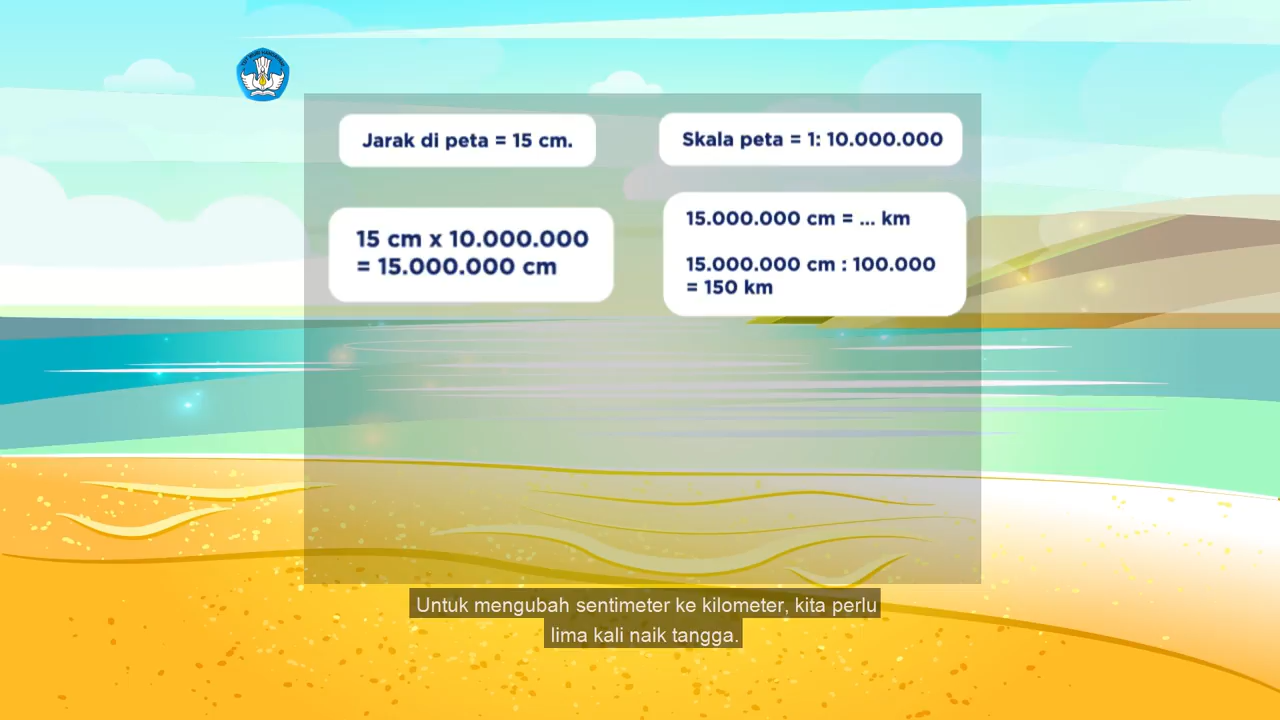 Jarak di peta = 15 cm.
Skala peta = 1: 10.000.000
15 cm x 10.000.000
= 15.000.000 cm
15.000.000 cm = ... km
15.000.000 cm : 100.000
= 150 km
Untuk mengubah sentimeter ke kilometer, kita perlu
lima kali naik tangga.